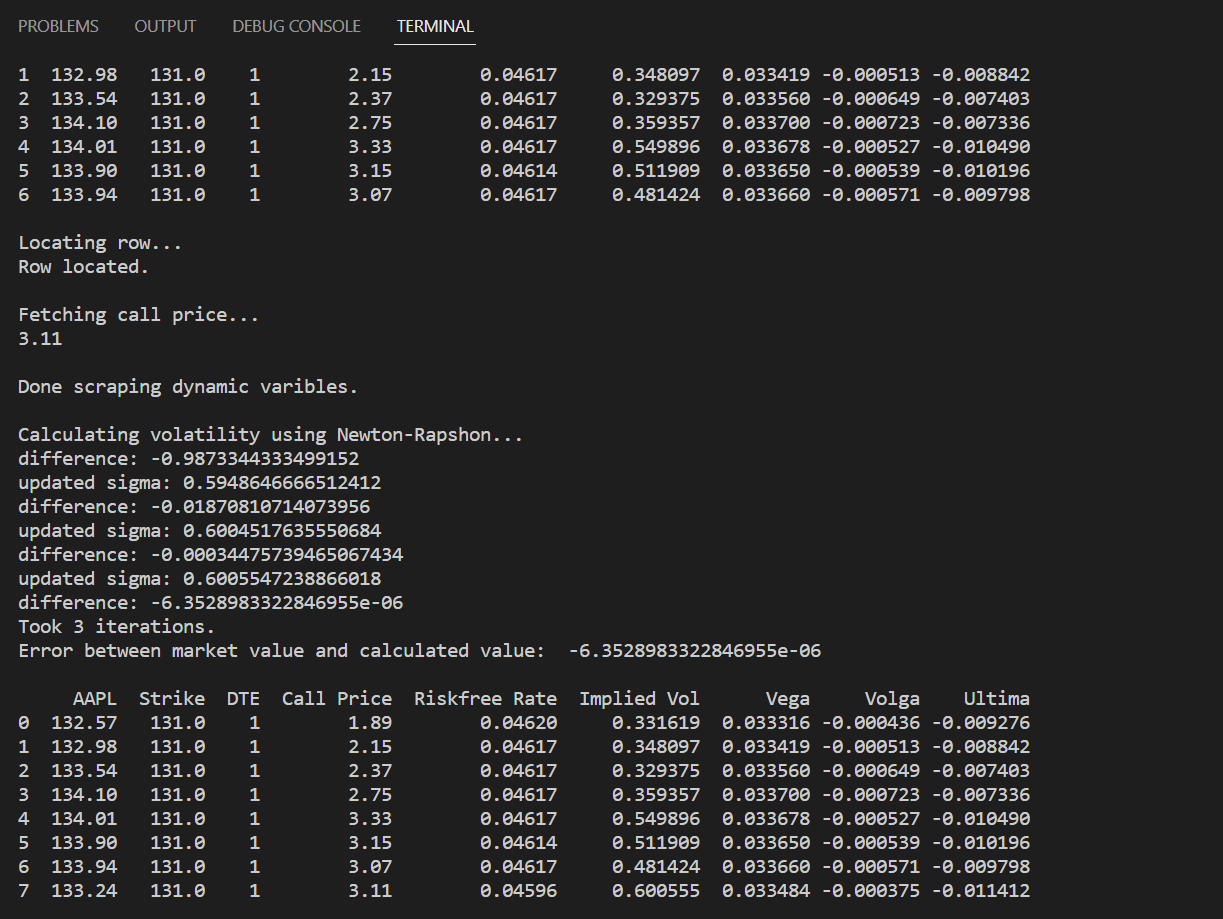 PROBLEMS OUTPUT DEBUG CONSOLE TERMINAL
1 132.98 131.0 1 2.15 0.04617 0.348097 0.033419 -0.000513 -0.008842
2 133.54 131.0 1 2.37 0.04617 0.329375 0.033560 -0.000649 -0.007403
3 134.10 131.0 1 2.75 0.04617 0.359357 0.033700 -0.000723 -0.007336
4 134.01 131.0 1 3.33 0.04617 0.549896 0.033678 -0.000527 -0.010490
5 133.90 131.0 1 3.15 0.04614 0.511909 0.033650 -0.000539 -0.010196
6 133.94 131.0 1 3.07 0.04617 0.481424 0.033660 -0.000571 -0.009798
Locating row...
Row located.
Fetching call price...
3.11
Done scraping dynamic varibles.
Calculating volatility using Newton-Rapshon...
difference: -0.9873344333499152
updated sigma: 0.5948646666512412
difference: -0.01870810714073956
updated sigma: 0.6004517635550684
difference: -0.00034475739465067434
updated sigma: 0.6005547238866018
difference: -6.3528983322846955e-06
Took 3 iterations.
Error between market value and calculated value:  -6.3528983322846955e-06
AAPL Strike DTE Call Price Riskfree Rate Implied Vol Vega Volga Ultima
0 132.57 131.0 1 1.89 0.04620 0.331619 0.033316 -0.000436 -0.009276
1 132.98 131.0 1 2.15 0.04617 0.348097 0.033419 -0.000513 -0.008842
2 133.54 131.0 1 2.37 0.04617 0.329375 0.033560 -0.000649 -0.007403
3 134.10 131.0 1 2.75 0.04617 0.359357 0.033700 -0.000723 -0.007336
4 134.01 131.0 1 3.33 0.04617 0.549896 0.033678 -0.000527 -0.010490
5 133.90 131.0 1 3.15 0.04614 0.511909 0.033650 -0.000539 -0.010196
6 133.94 131.0 1 3.07 0.04617 0.481424 0.033660 -0.000571 -0.009798
7 133.24 131.0 1 3.11 0.04596 0.600555 0.033484 -0.000375 -0.011412